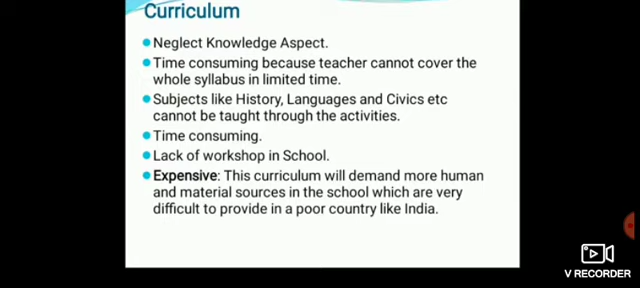 Curriculum
Neglect Knowledge Aspect.
Time consuming because teacher cannot cover the
whole syllabus in limited time.
Subjects like History, Languages and Civics etc
cannot be taught through the activities.
Time consuming.
Lack of workshop in School.
Expensive: This curriculum will demand more human
and material sources in the school which are very
difficult to provide in a poor country like India.
V RECORDER